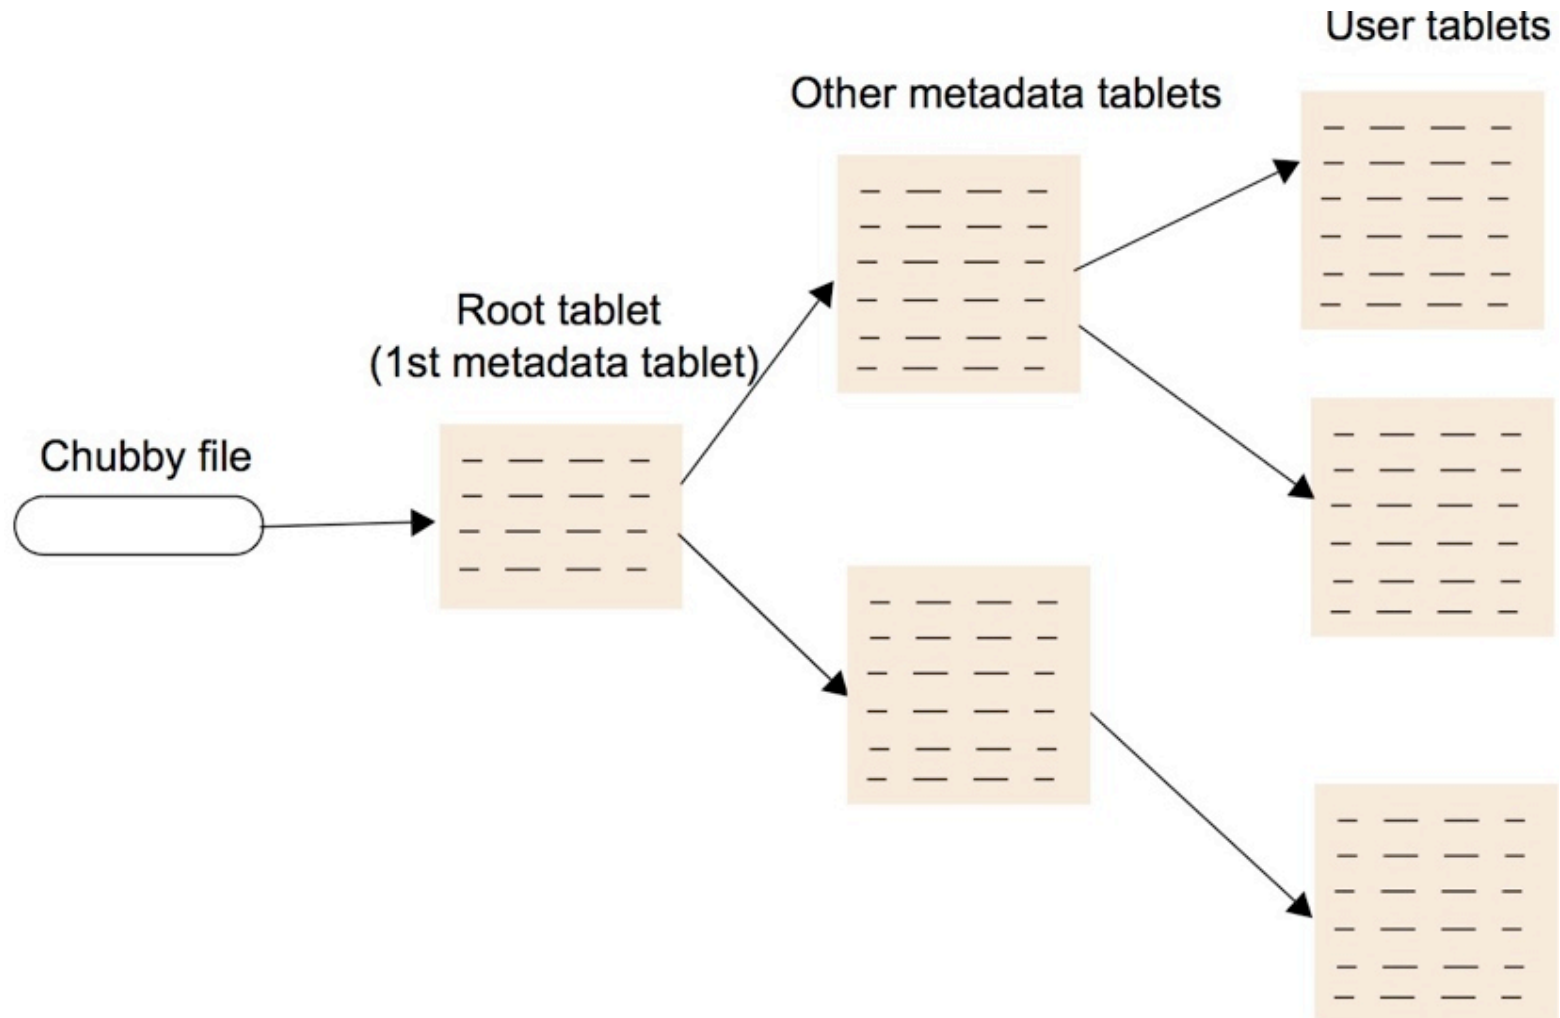 User tablets
Other metadata tablets
Root tablet
(1st metadata tablet)
Chubby file